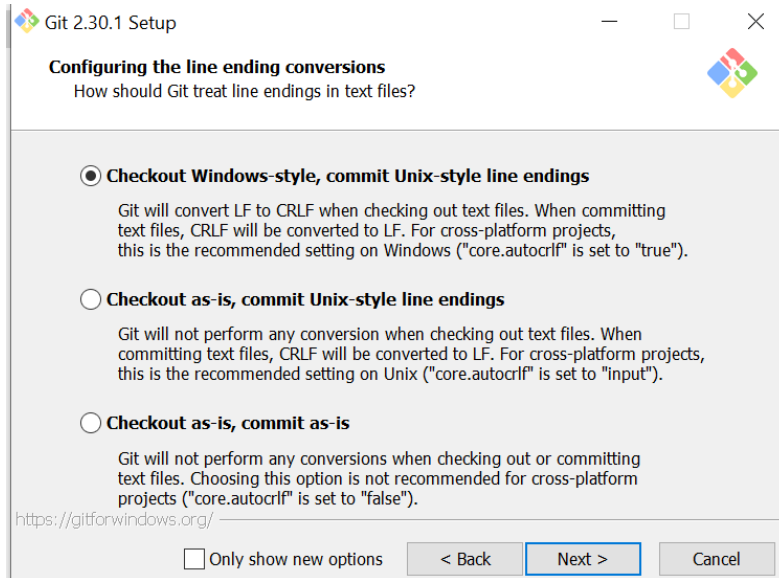 Git 2.30.1 Setup
Configuring the line ending conversions
How should Git treat line endings in text files?
Checkout Windows-style, commit Unix-style line endings
Git will convert LF to CRLF when checking out text files. When committing
text files, CRLF will be converted to LF. For cross-platform projects,
this is the recommended setting on Windows ("core.autocrlf" is set to "true").
Checkout as-is, commit Unix-style line endings
Git will not perform any conversion when checking out text files. When
committing text files, CRLF will be converted to LF. For cross-platform projects,
this is the recommended setting on Unix ("core.autocrlf" is set to "input").
Checkout as-is, commit as-is
Git will not perform any conversions when checking out or committing
text files. Choosing this option is not recommended for cross-platform
projects ("core.autocrlf" is set to "false").
https://gitforwindows.org/
Only show new options < Back Next > Cancel